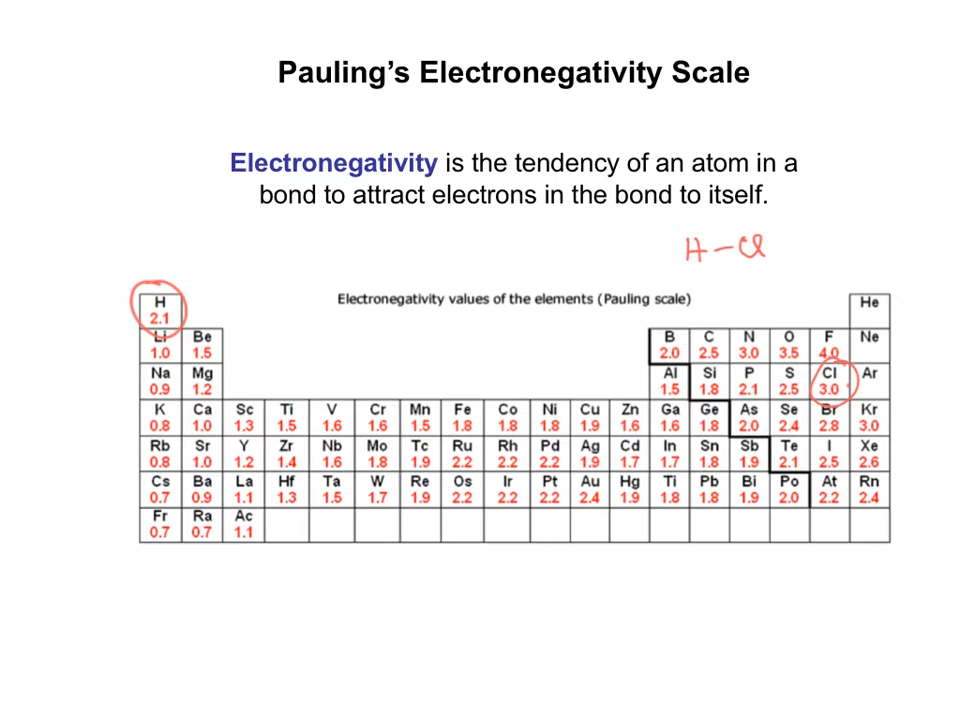 Pauling's Electronegativity Scale
Electronegativity is the tendency of an atom in a
bond to attract electrons in the bond to itself.
H-Cl
Electronegativity values of the elements (Pauling scale)
H He
2.1
Li Be B C N O F Ne
1.0 1.5 2.0 2.5 3.0 3.5 4.0
Na Mg Al Si P S Cl Ar
0.9 1.2 1.5 1.8 2.1 2.5 3.0
K Ca Sc Ti V Cr Mn Fe Co Ni Cu Zn Ga Ge As Se Br Kr
0.8 1.0 1.3 1.5 1.6 1.6 1.5 1.8 1.8 1.8 1.9 1.6 1.6 1.8 2.0 2.4 2.8 3.0
Rb Sr Y Zr Nb Mo Tc Ru Rh Pd Ag Cd In Sn Sb Te I Xe
0.8 1.0 1.2 1.4 1.6 1.8 1.9 2.2 2.2 2.2 1.9 1.7 1.7 1.8 1.9 2.1 2.5 2.6
Cs Ba La Hf Ta W Re Os Ir Pt Au Hg Ti Pb Bi Po At Rn
0.7 0.9 1.1 1.3 1.5 1.7 1.9 2.2 2.2 2.2 2.4 1.9 1.8 1.8 1.9 2.0 2.2 2.4
Fr Ra Ac
0.7 0.7 1.1